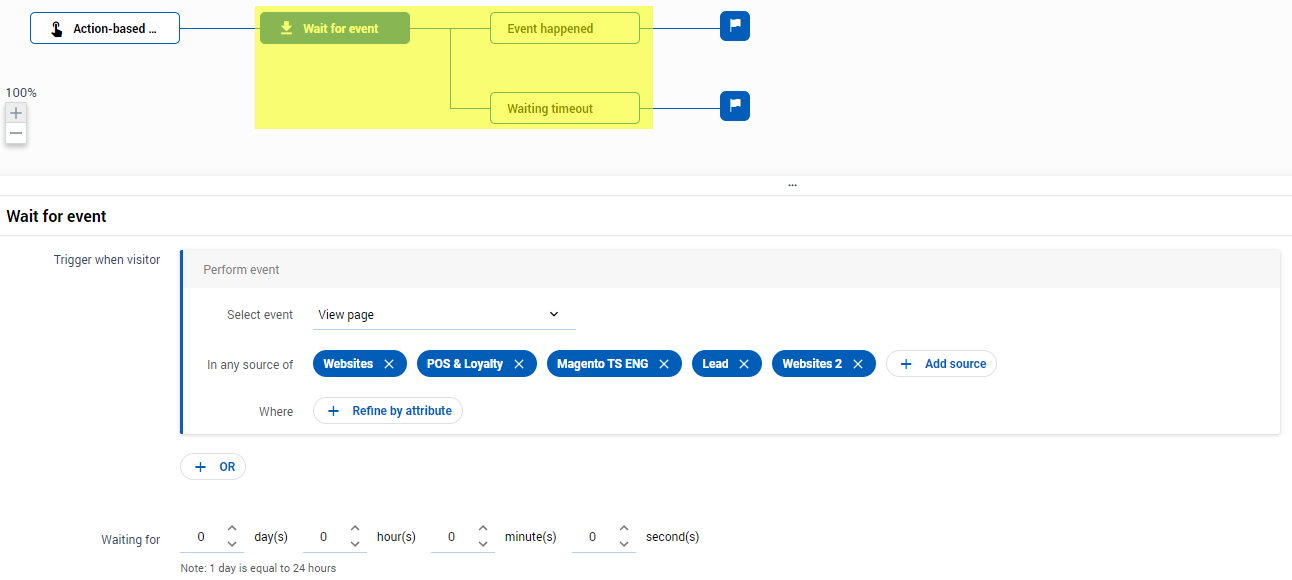 Action-based ...
Wait for event
Event happened
Waiting timeout
100%
...
Wait for event
Trigger when visitor
Perform event
Select event
View page
In any source of
Websites
POS & Loyalty
Magento TS ENG
Lead
Websites 2
Add source
Where
Refine by attribute
OR
Waiting for
0 day(s) 0 hour(s) 0 minute(s) 0 second(s)
Note: 1 day is equal to 24 hours